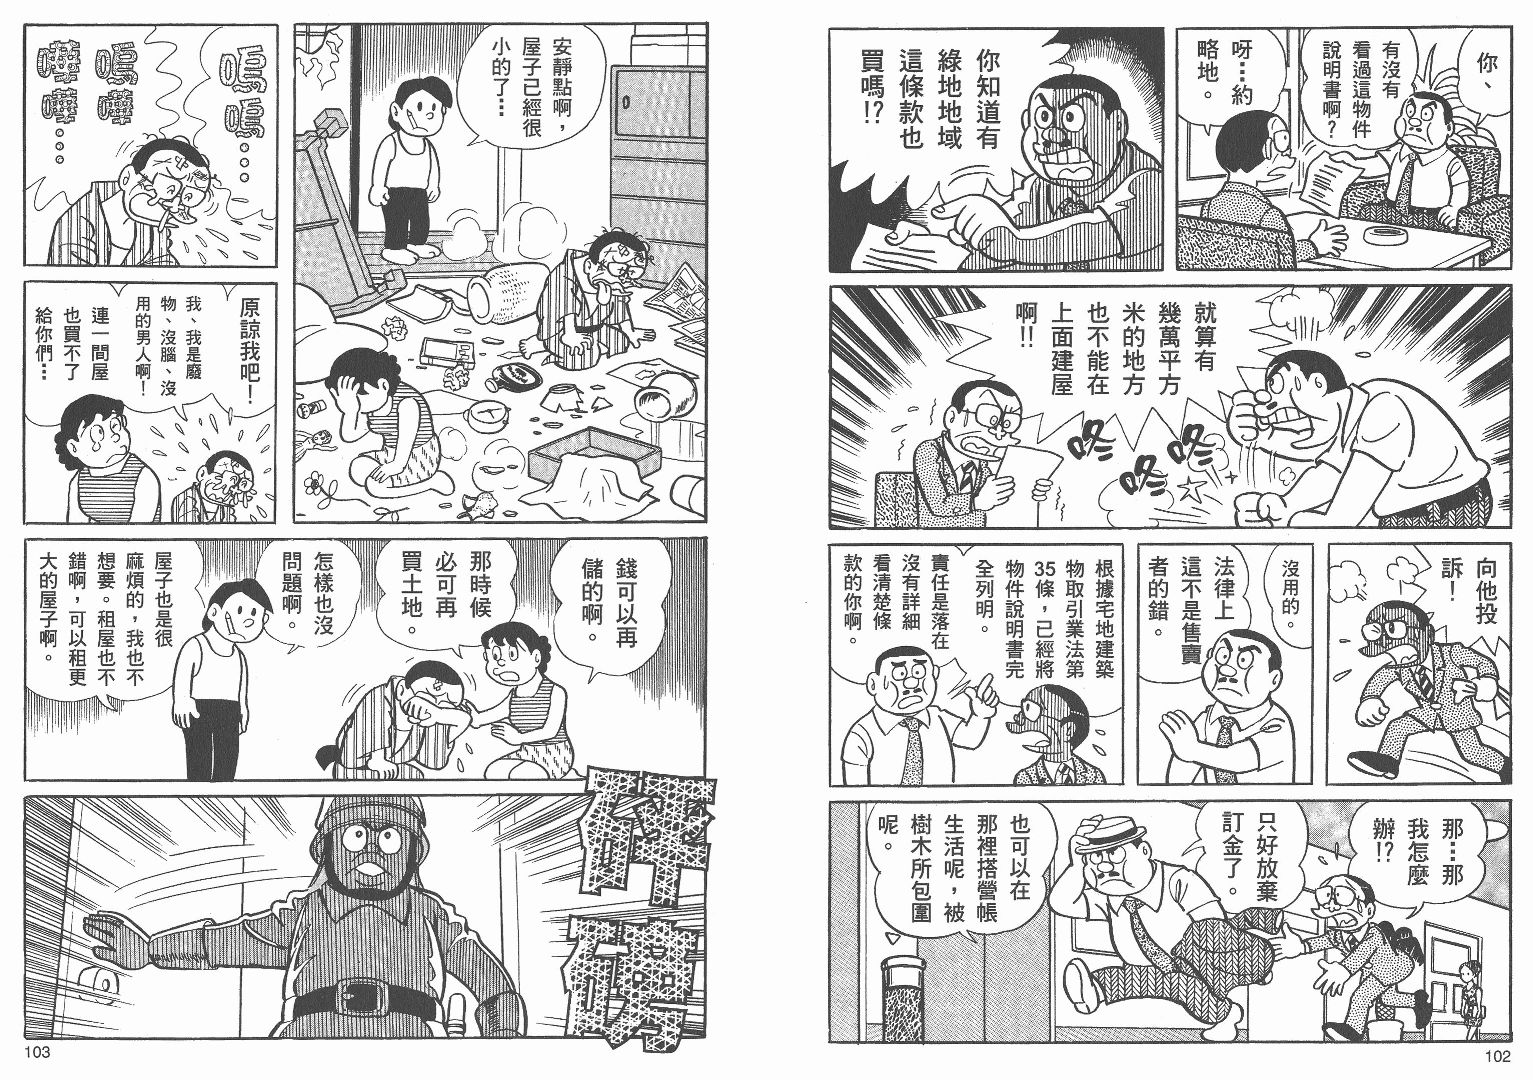 你、
有沒有
看過這物件
說明書啊?
呀…約
略地。
你知道有
綠地地域
這條款也
買嗎!?
就算有
幾萬平方
米的地方
也不能在
上面建屋
啊!!
咚
咚
咚
向他投
訴!
沒用的。
法律上
這不是售賣
者的錯。
根據宅地建築
物取引業法第
35條,已經將
物件說明書完
全列明。
責任是落在
沒有詳細
看清楚條
款的你啊。
那…那
我怎麼
辦!?
只好放棄
訂金了。
也可以在
那裡搭營帳
生活呢,被
樹木所包圍
呢。
102
安靜點啊,
屋子已經很
小的了…
嗚
嗚…
嗚
嘩
嘩
嘩…
原諒我吧!
我、我是廢
物、沒腦、沒
用的男人啊!
連一間屋
也買不了
給你們…
錢可以再
儲的啊。
那時候
必可再
買土地。
怎樣也沒
問題啊。
屋子也是很
麻煩的,我也不
想要。租屋也不
錯啊,可以租更
大的屋子啊。
103